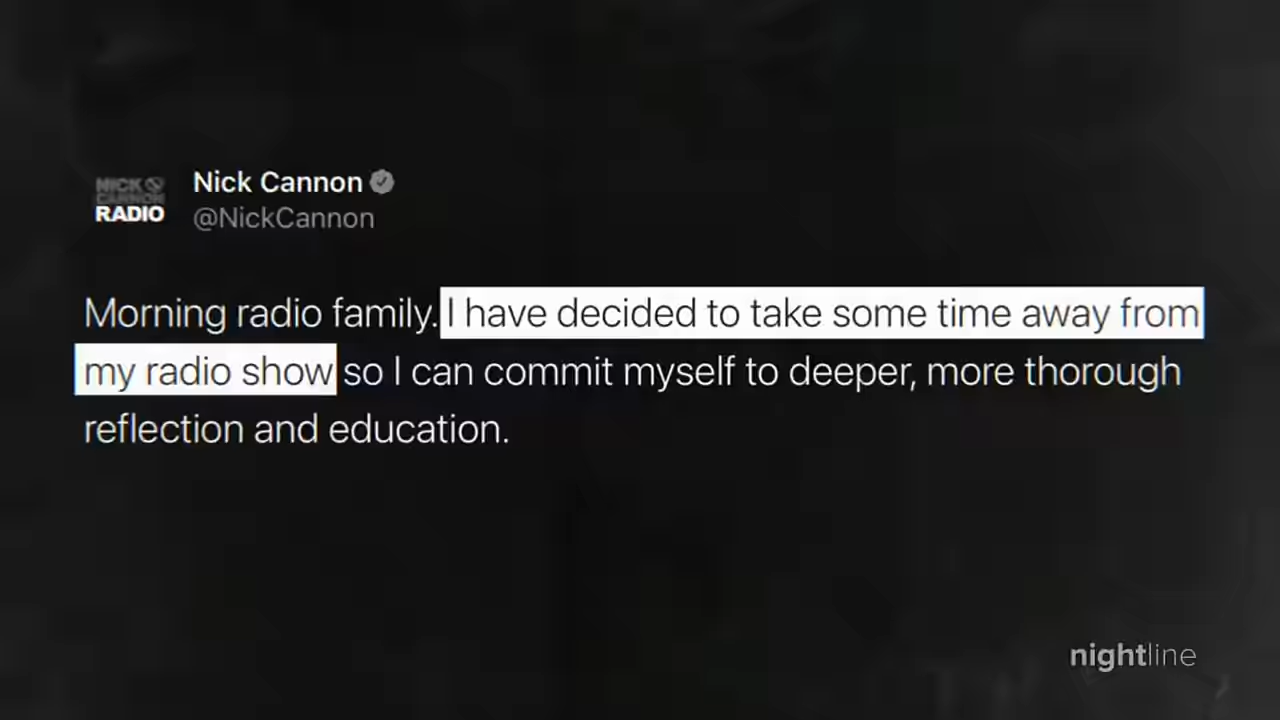 NICK
CANNON
RADIO
Nick Cannon
@NickCannon
Morning radio family. I have decided to take some time away from
my radio show so I can commit myself to deeper, more thorough
reflection and education.
nightline